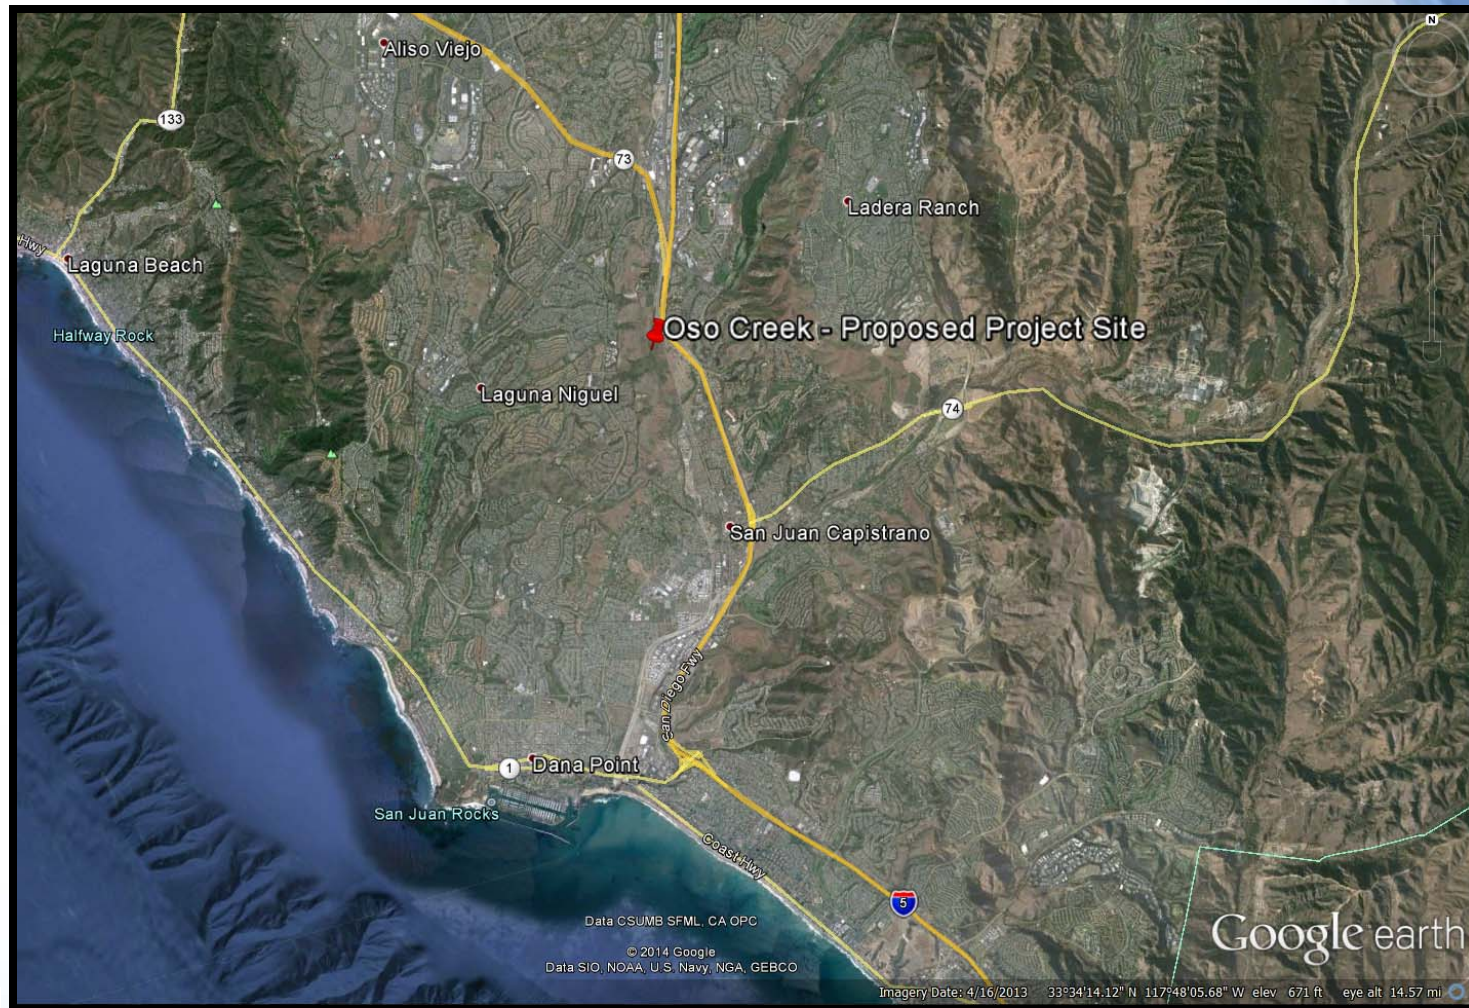 N
Aliso Viejo
133
73
Ladera Ranch
Hwy
Laguna Beach
Halfway Rock
Oso Creek - Proposed Project Site
Laguna Niguel
74
San Juan Capistrano
San Diego Fwy
1
Dana Point
San Juan Rocks
Coast Hwy
5
Data CSUMB SFML, CA OPC
© 2014 Google
Data SIO, NOAA, U.S. Navy, NGA, GEBCO
Google earth
Imagery Date: 4/16/2013 33°34'14.12" N 117°48'05.68" W elev 671 ft eye alt 14.57 mi